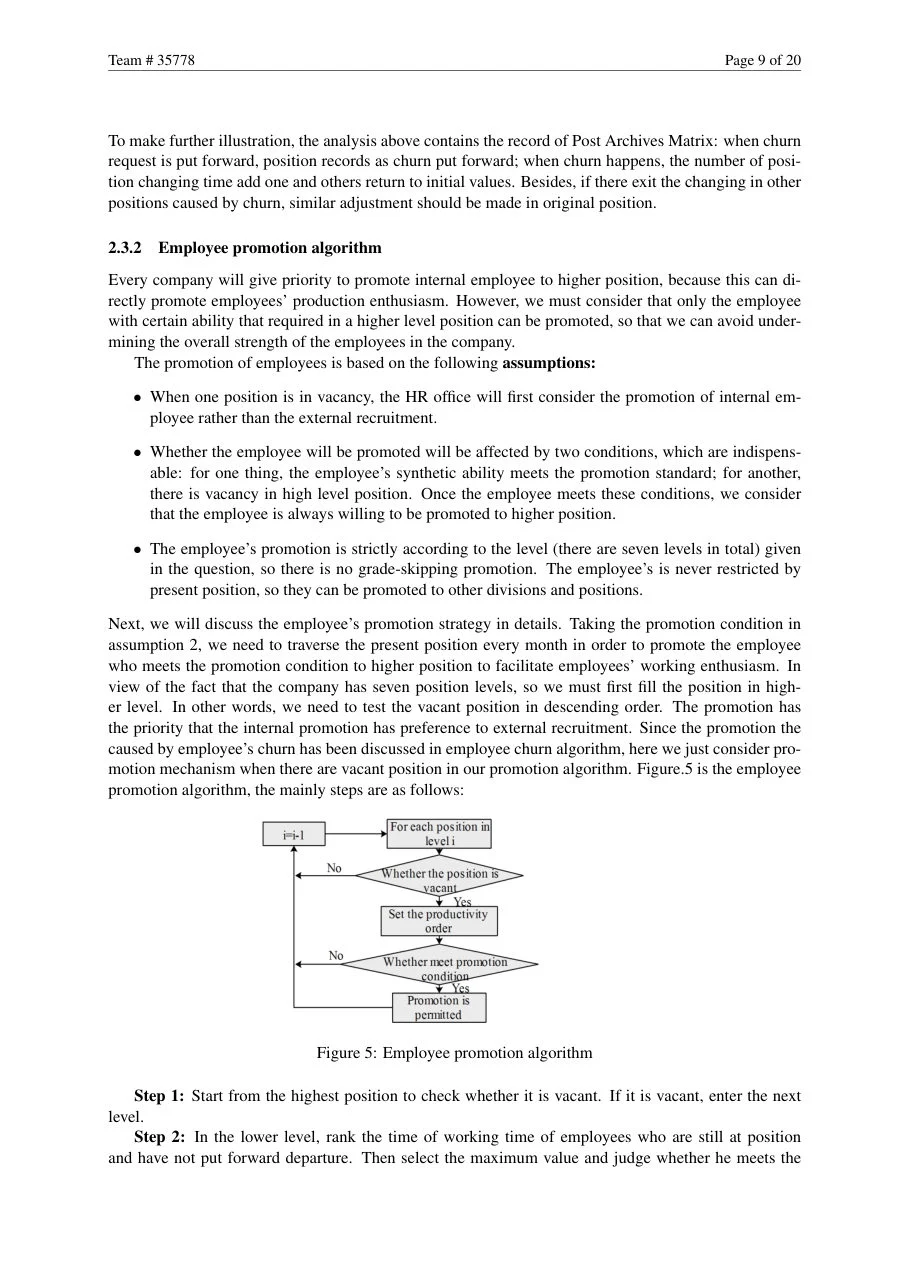 Team # 35778 Page 9 of 20
To make further illustration, the analysis above contains the record of Post Archives Matrix: when churn
request is put forward, position records as churn put forward; when churn happens, the number of posi-
tion changing time add one and others return to initial values. Besides, if there exit the changing in other
positions caused by churn, similar adjustment should be made in original position.
2.3.2 Employee promotion algorithm
Every company will give priority to promote internal employee to higher position, because this can di-
rectly promote employees' production enthusiasm. However, we must consider that only the employee
with certain ability that required in a higher level position can be promoted, so that we can avoid under-
mining the overall strength of the employees in the company.
The promotion of employees is based on the following assumptions:
• When one position is in vacancy, the HR office will first consider the promotion of internal em-
ployee rather than the external recruitment.
• Whether the employee will be promoted will be affected by two conditions, which are indispens-
able: for one thing, the employee's synthetic ability meets the promotion standard; for another,
there is vacancy in high level position. Once the employee meets these conditions, we consider
that the employee is always willing to be promoted to higher position.
• The employee's promotion is strictly according to the level (there are seven levels in total) given
in the question, so there is no grade-skipping promotion. The employee's is never restricted by
present position, so they can be promoted to other divisions and positions.
Next, we will discuss the employee's promotion strategy in details. Taking the promotion condition in
assumption 2, we need to traverse the present position every month in order to promote the employee
who meets the promotion condition to higher position to facilitate employees' working enthusiasm. In
view of the fact that the company has seven position levels, so we must first fill the position in high-
er level. In other words, we need to test the vacant position in descending order. The promotion has
the priority that the internal promotion has preference to external recruitment. Since the promotion the
caused by employee's churn has been discussed in employee churn algorithm, here we just consider pro-
motion mechanism when there are vacant position in our promotion algorithm. Figure.5 is the employee
promotion algorithm, the mainly steps are as follows:
i=i-1
For each position in
level i
No
Whether the position is
vacant
Yes
Set the productivity
order
No
Whether meet promotion
condition
Yes
Promotion is
permitted
Figure 5: Employee promotion algorithm
Step 1: Start from the highest position to check whether it is vacant. If it is vacant, enter the next
level.
Step 2: In the lower level, rank the time of working time of employees who are still at position
and have not put forward departure. Then select the maximum value and judge whether he meets the